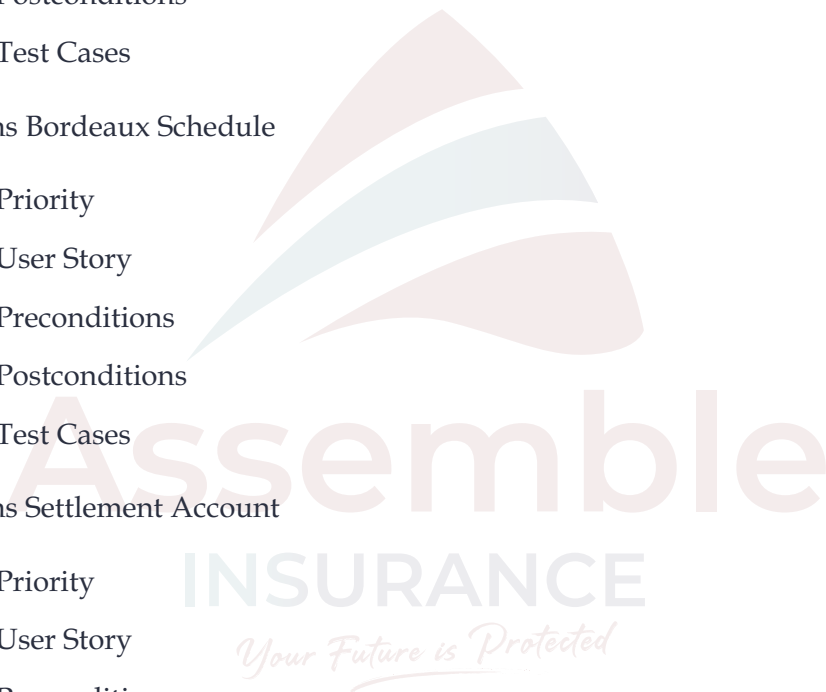 Postconditions
Test Cases
ns Bordeaux Schedule
Priority
User Story
Preconditions
Postconditions
Test Cases
Assemble
ns Settlement Account
INSURANCE
Priority
User Story
Your Future is Protected